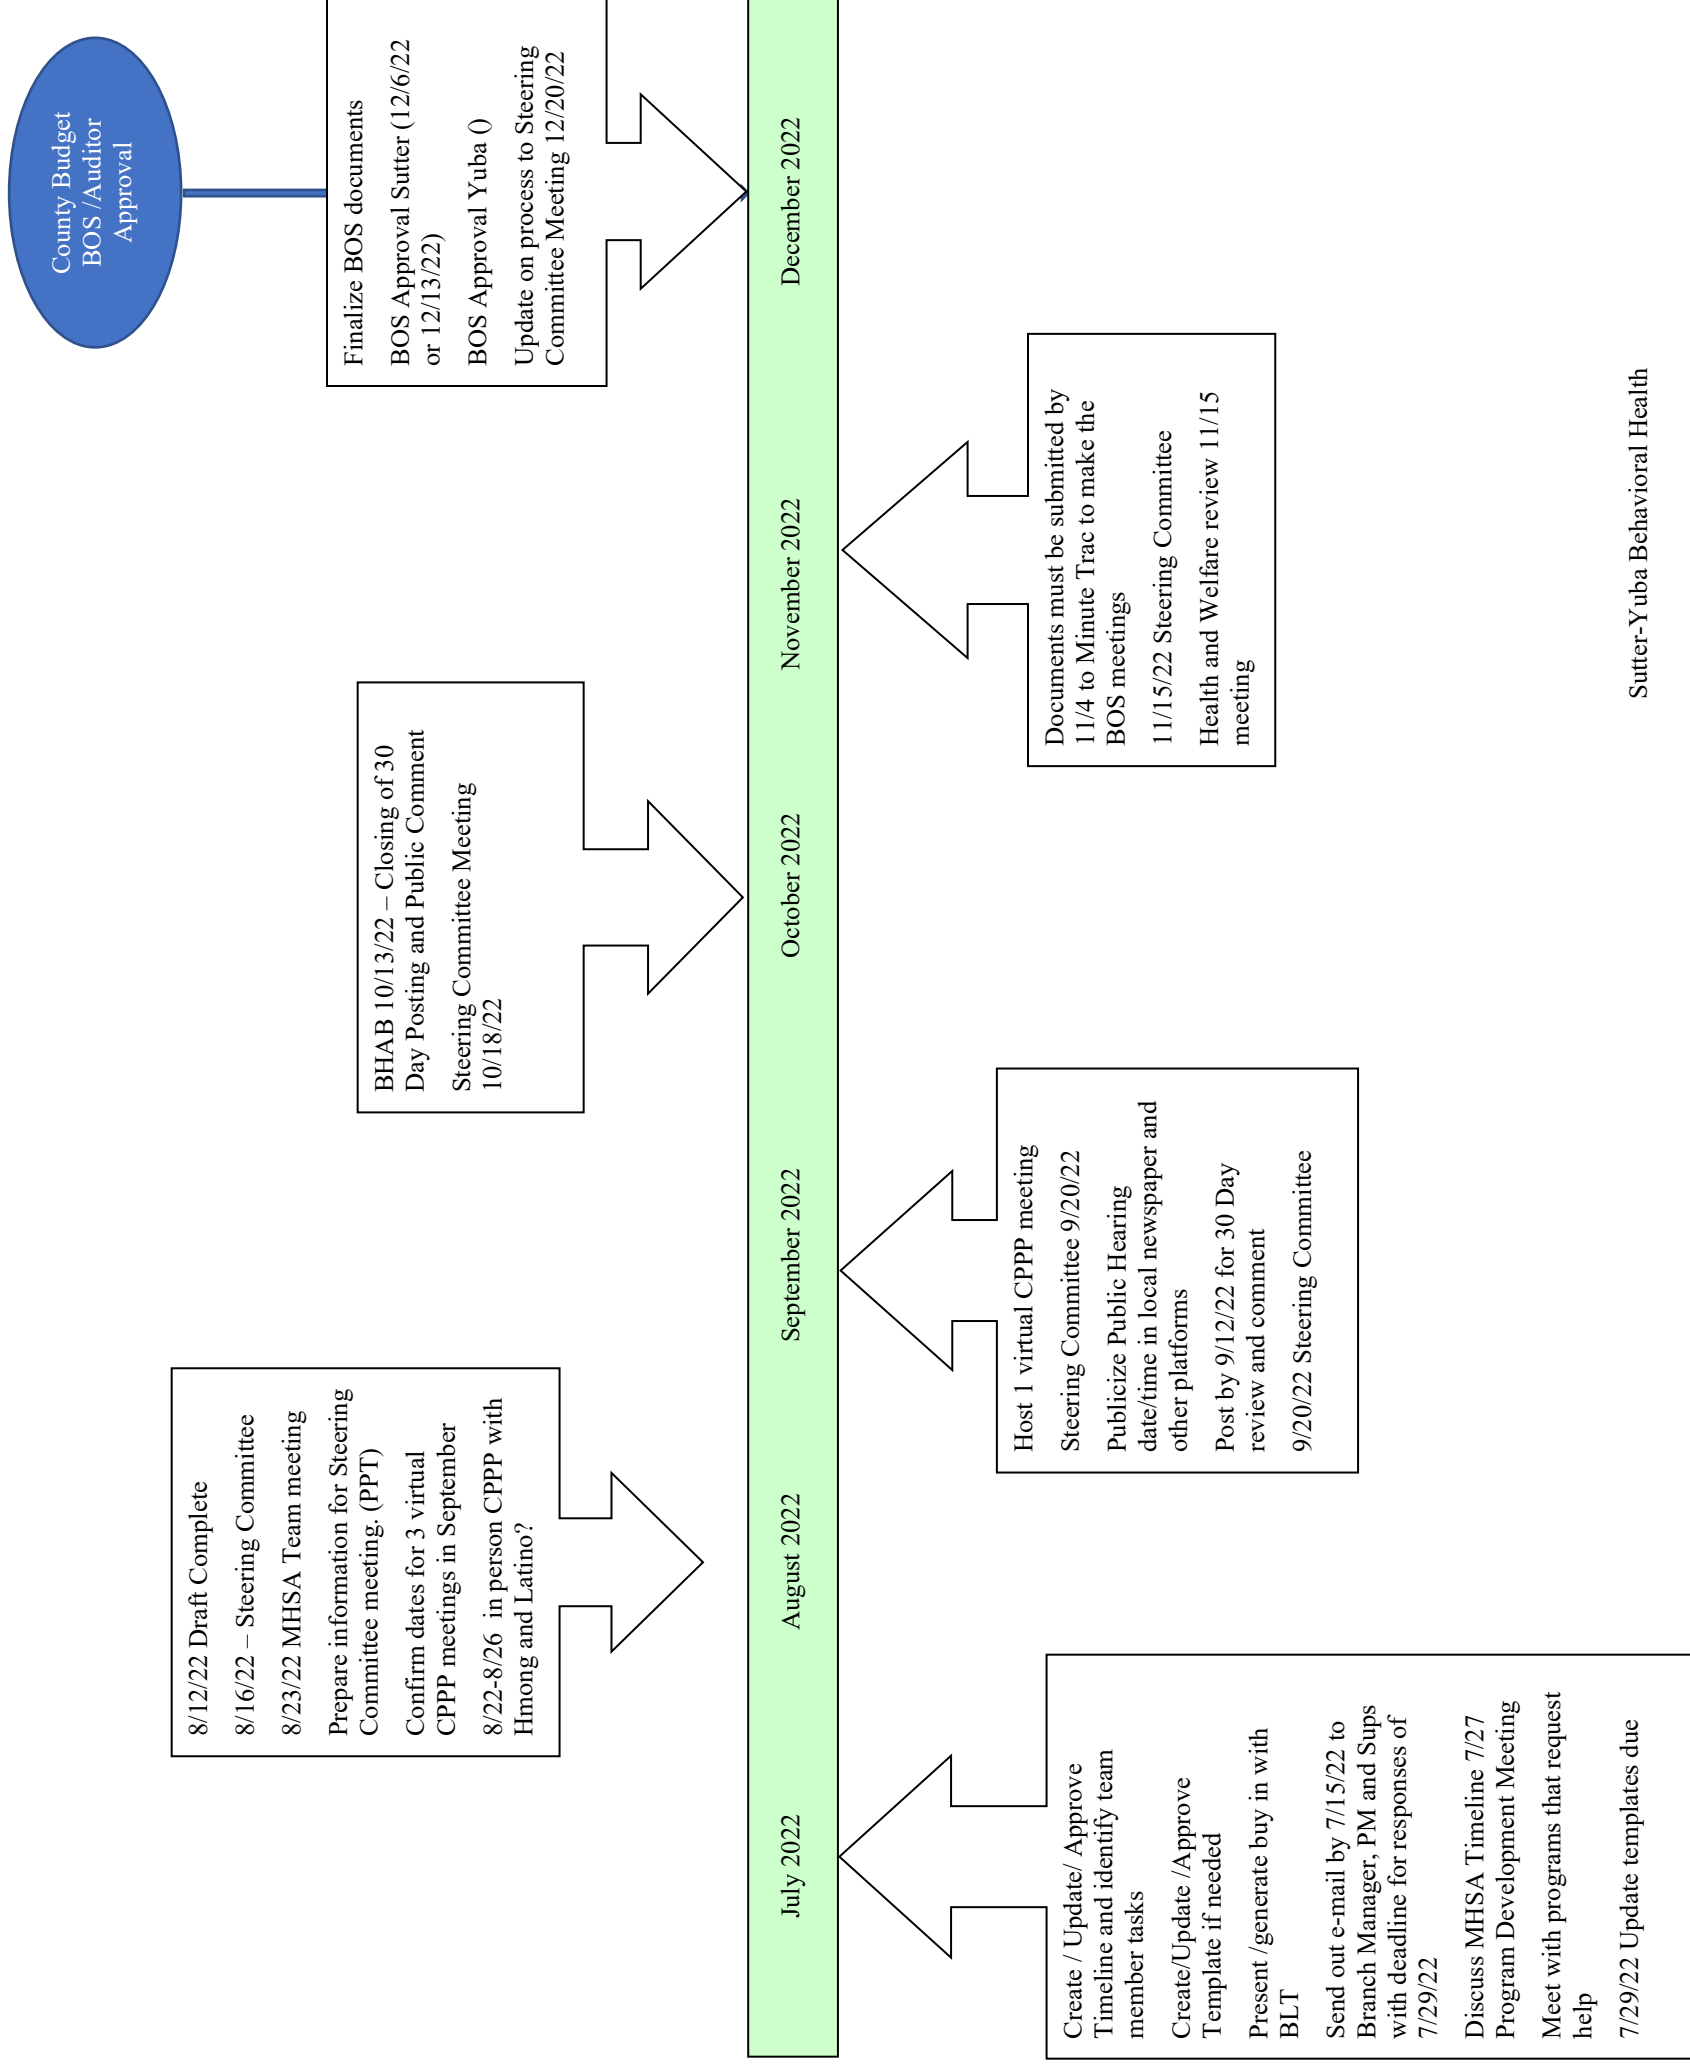 8/12/22 Draft Complete
8/16/22 – Steering Committee
8/23/22 MHSA Team meeting
Prepare information for Steering
Committee meeting. (PPT)
Confirm dates for 3 virtual
CPPP meetings in September
8/22-8/26 in person CPPP with
Hmong and Latino?
BHAB 10/13/22 – Closing of 30
Day Posting and Public Comment
Steering Committee Meeting
10/18/22
County Budget
BOS /Auditor
Approval
Finalize BOS documents
BOS Approval Sutter (12/6/22
or 12/13/22)
BOS Approval Yuba ()
Update on process to Steering
Committee Meeting 12/20/22
July 2022
August 2022
September 2022
October 2022
November 2022
December 2022
Create / Update/ Approve
Timeline and identify team
member tasks
Create/Update /Approve
Template if needed
Present /generate buy in with
BLT
Send out e-mail by 7/15/22 to
Branch Manager, PM and Sups
with deadline for responses of
7/29/22
Discuss MHSA Timeline 7/27
Program Development Meeting
Meet with programs that request
help
7/29/22 Update templates due
Host 1 virtual CPPP meeting
Steering Committee 9/20/22
Publicize Public Hearing
date/time in local newspaper and
other platforms
Post by 9/12/22 for 30 Day
review and comment
9/20/22 Steering Committee
Documents must be submitted by
11/4 to Minute Trac to make the
BOS meetings
11/15/22 Steering Committee
Health and Welfare review 11/15
meeting
Sutter-Yuba Behavioral Health